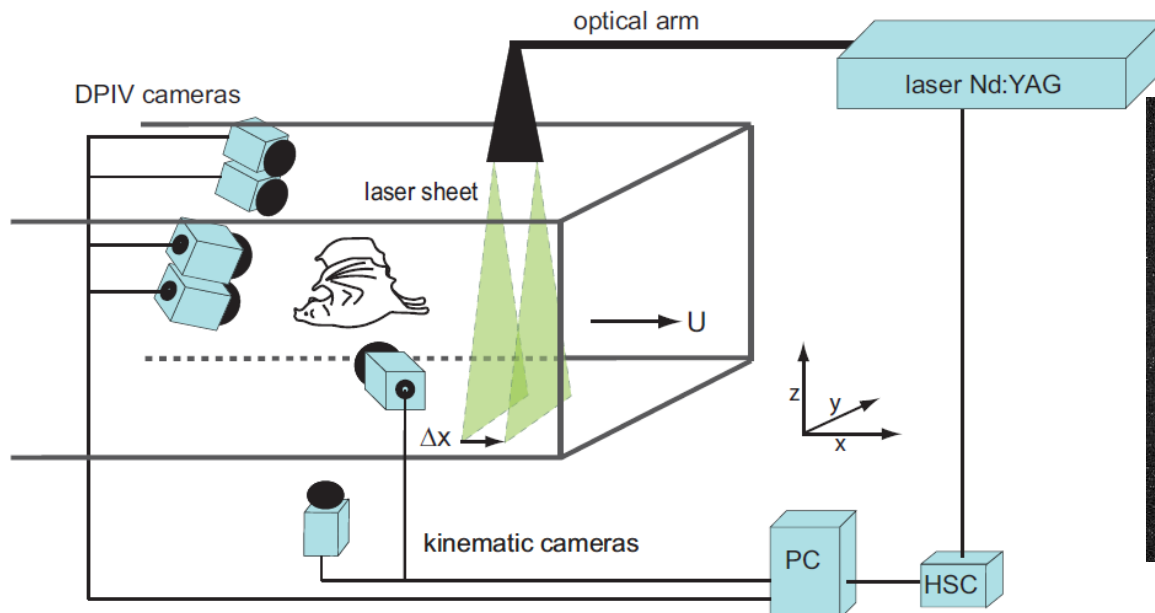 optical arm
laser Nd:YAG
DPIV cameras
laser sheet
U
z
y
x
Δx
kinematic cameras
PC
HSC